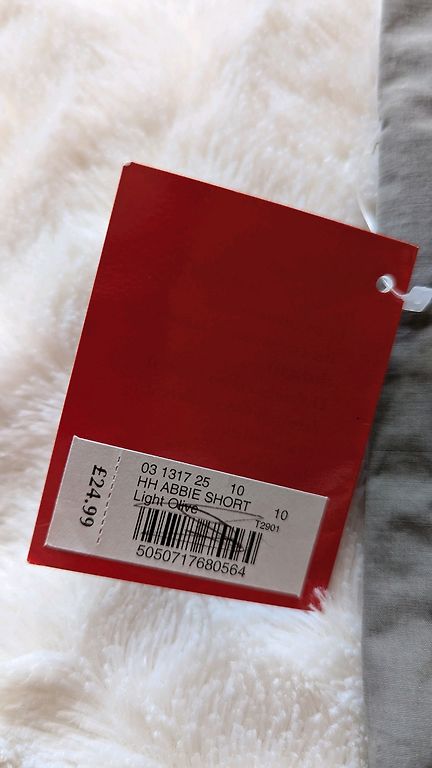 03 1317 25 10
HH ABBIE SHORT 10
Light Olive
T2901
5050717680564
£24.99